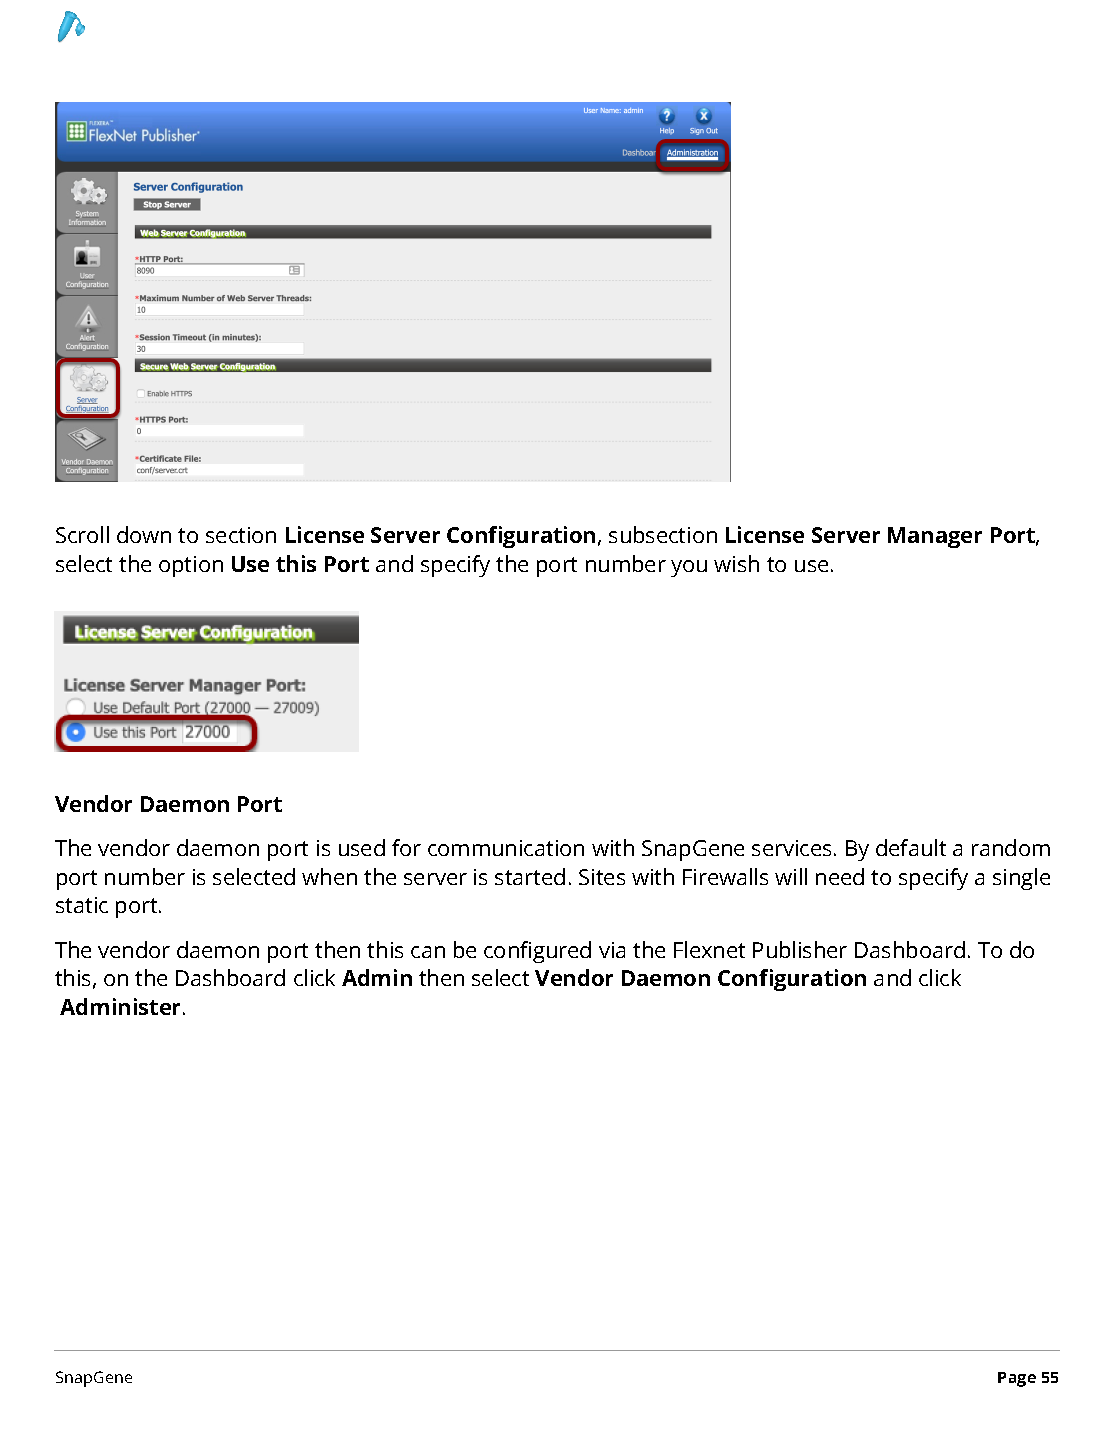 User Name: admin
FLEXERA™
FlexNet Publisher®
Help
Sign Out
Dashboar
Administration
System
Information
User
Configuration
Alert
Configuration
Server
Configuration
Vendor Daemon
Configuration
Server Configuration
Stop Server
Web Server Configuration
*HTTP Port:
8090
*Maximum Number of Web Server Threads:
10
*Session Timeout (in minutes):
30
Secure Web Server Configuration
Enable HTTPS
*HTTPS Port:
0
*Certificate File:
conf/server.crt
Scroll down to section License Server Configuration, subsection License Server Manager Port,
select the option Use this Port and specify the port number you wish to use.
License Server Configuration
License Server Manager Port:
Use Default Port (27000 — 27009)
Use this Port 27000
Vendor Daemon Port
The vendor daemon port is used for communication with SnapGene services. By default a random
port number is selected when the server is started. Sites with Firewalls will need to specify a single
static port.
The vendor daemon port then this can be configured via the Flexnet Publisher Dashboard. To do
this, on the Dashboard click Admin then select Vendor Daemon Configuration and click
Administer.
SnapGene
Page 55